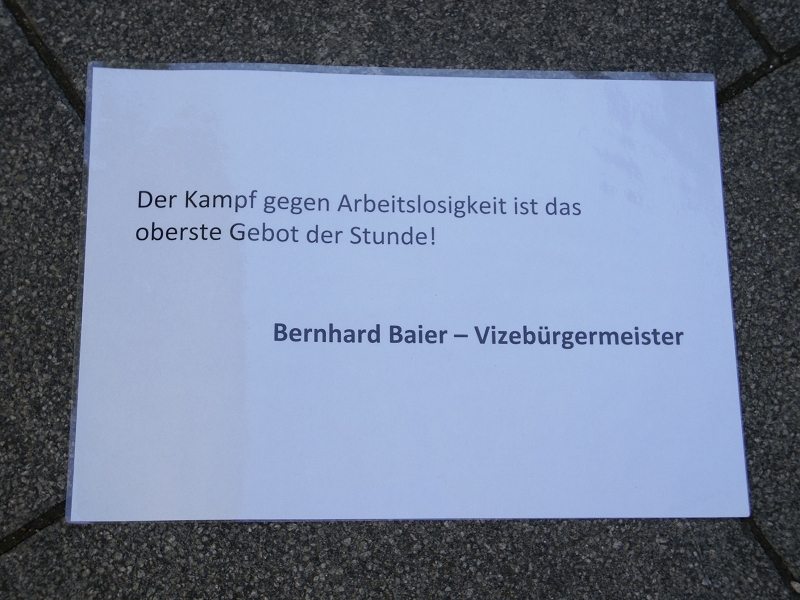 Der Kampf gegen Arbeitslosigkeit ist das
oberste Gebot der Stunde!
Bernhard Baier – Vizebürgermeister